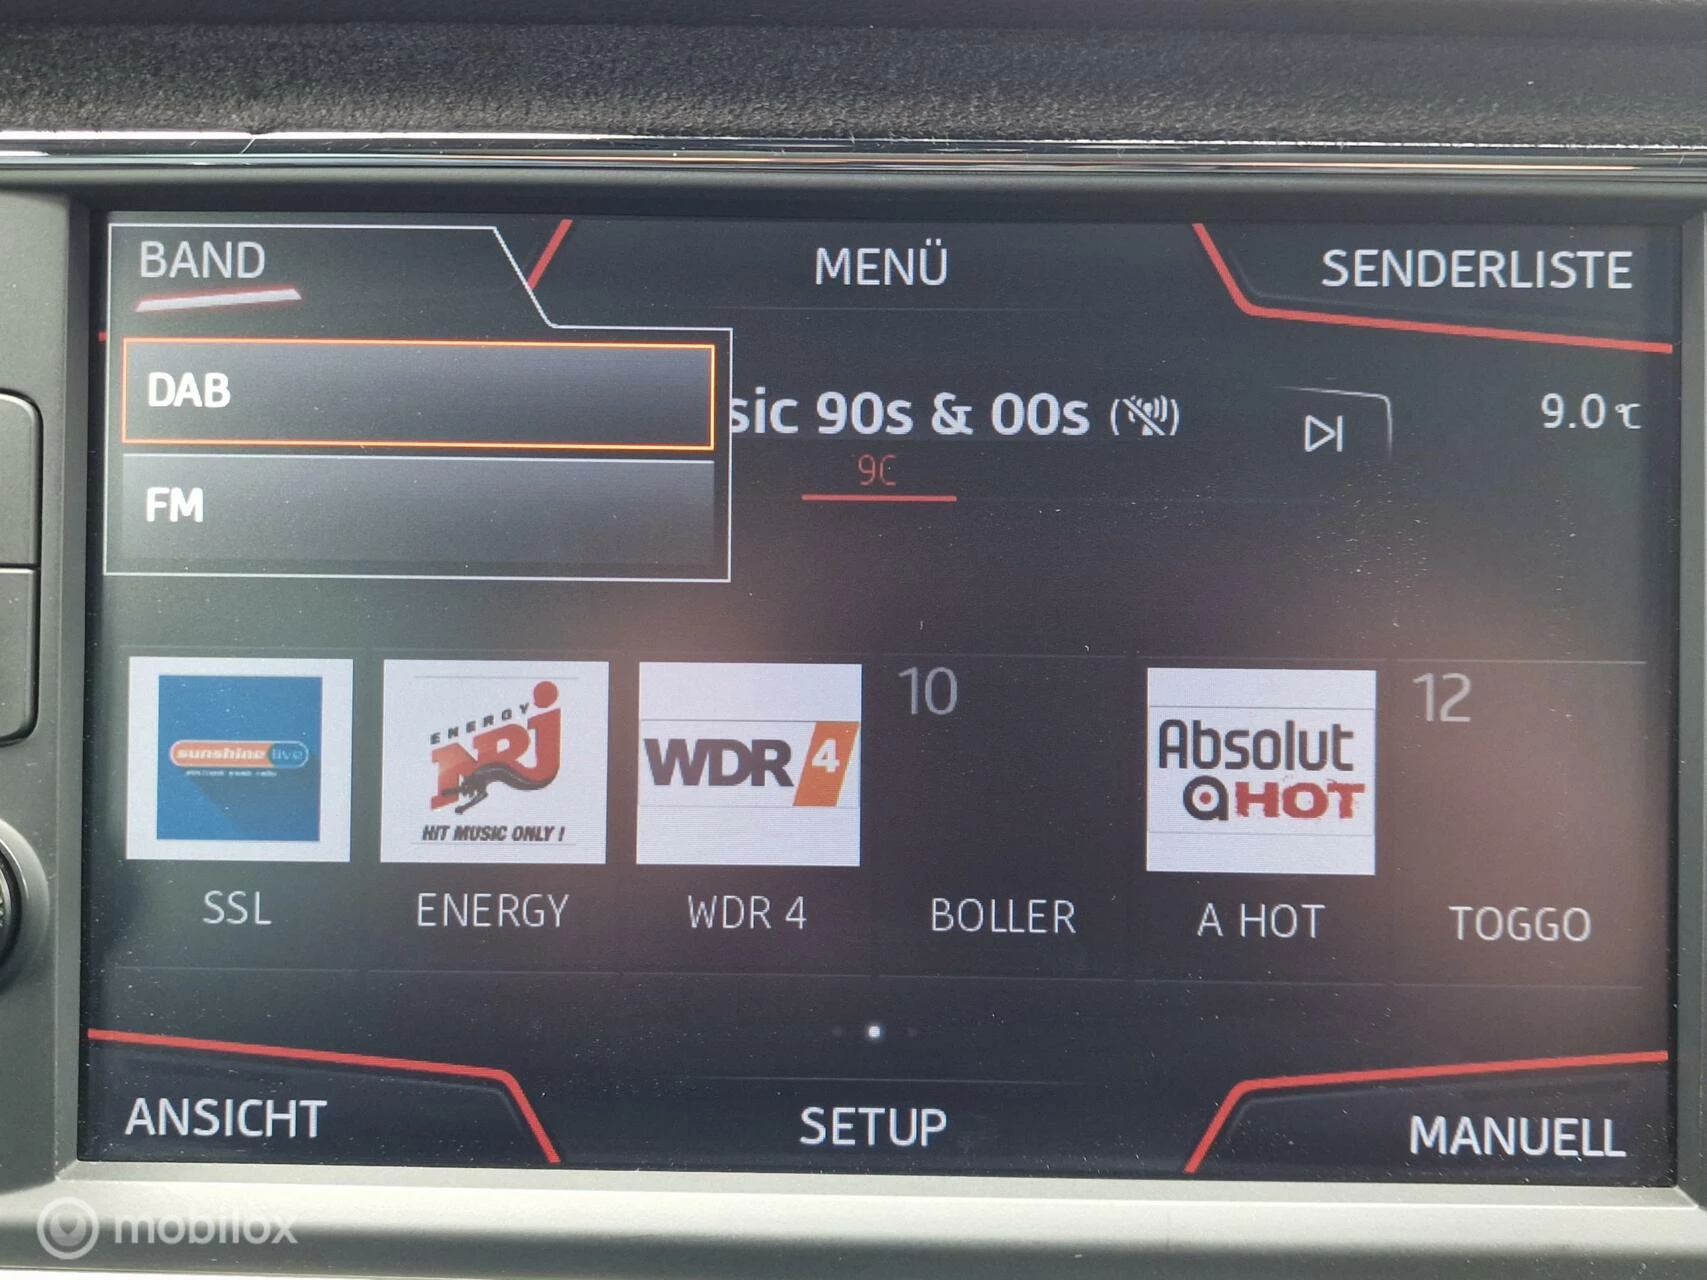 BAND
MENÜ
SENDERLISTE
DAB
sic 90s & 00s
9.0 °C
9C
FM
10
12
sunshine live
ENERGY
NRJ
HIT MUSIC ONLY !
WDR 4
Absolut
HOT
SSL
ENERGY
WDR 4
BOLLER
A HOT
TOGGO
ANSICHT
SETUP
MANUELL
mobilox